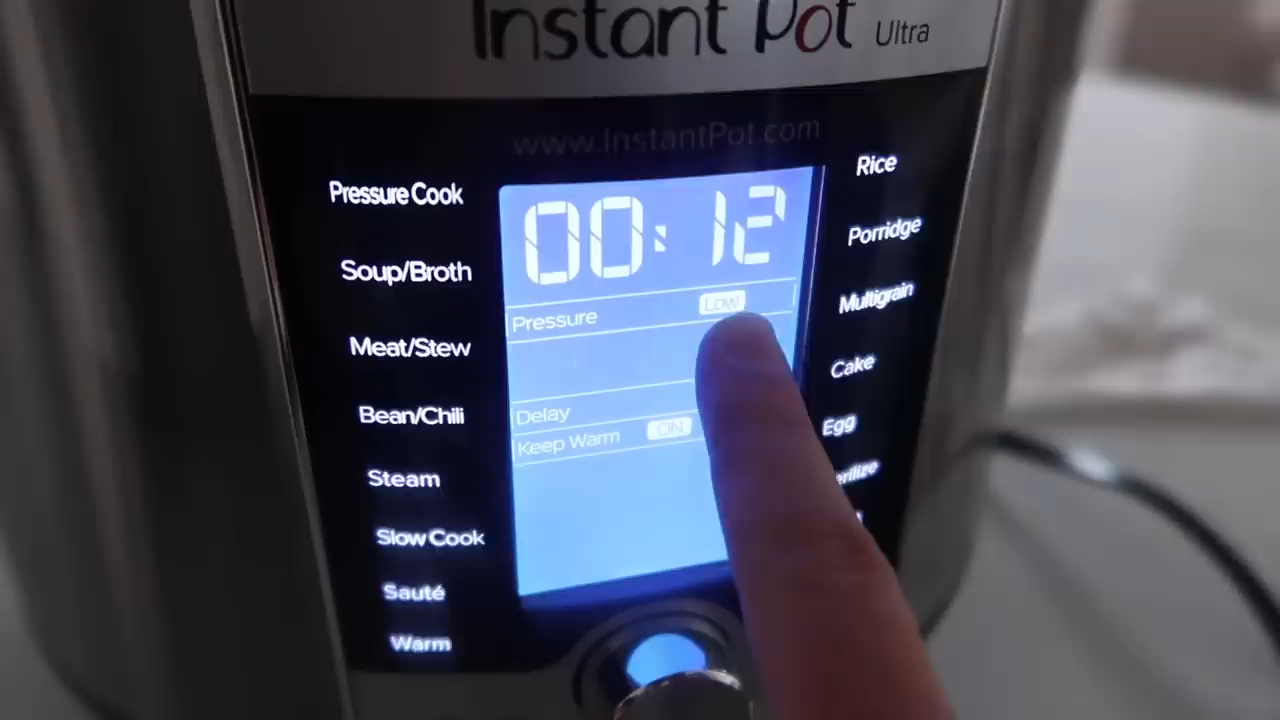 Instant Pot Ultra
www.InstantPot.com
Pressure Cook
Soup/Broth
Meat/Stew
Bean/Chili
Steam
Slow Cook
Sauté
Warm
00:12
Pressure Low
Delay
Keep Warm ON
Rice
Porridge
Multigrain
Cake
Egg